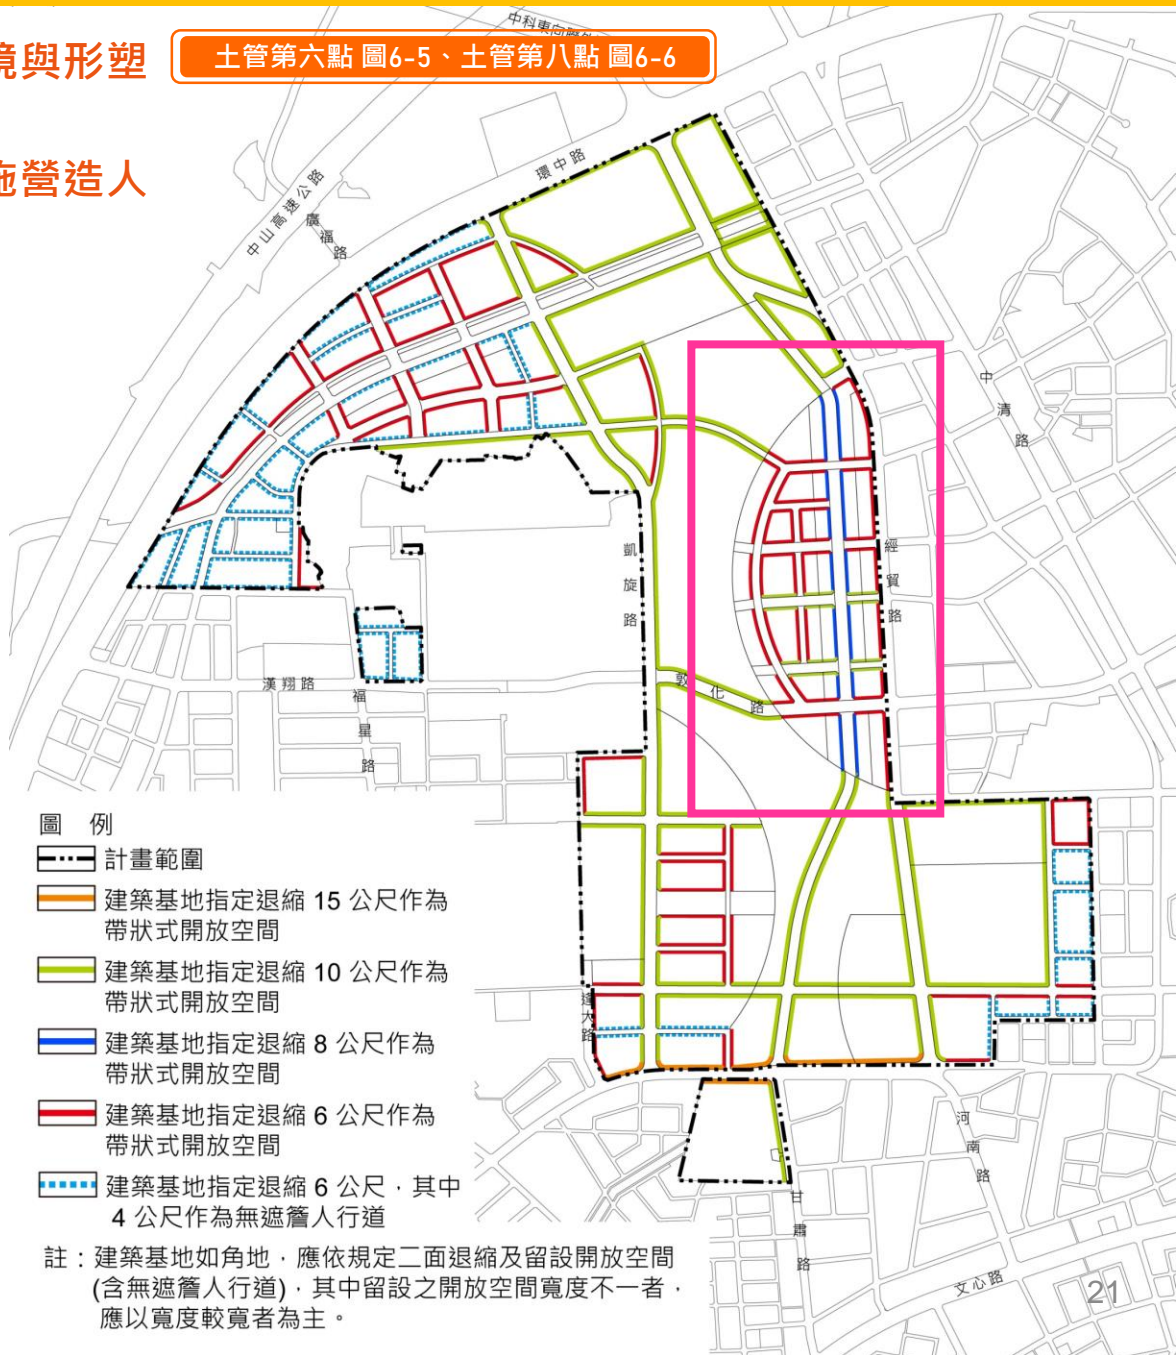 境與形塑
土管第六點 圖6-5、土管第八點 圖6-6
施營造人
中科東向
環中路
中山高速公路
廣福路
中清路
凱旋路
經貿路
敦化路
漢翔路
福星路
逢大路
河南路
甘肅路
文心路
圖 例
計畫範圍
建築基地指定退縮 15 公尺作為
帶狀式開放空間
建築基地指定退縮 10 公尺作為
帶狀式開放空間
建築基地指定退縮 8 公尺作為
帶狀式開放空間
建築基地指定退縮 6 公尺作為
帶狀式開放空間
建築基地指定退縮 6 公尺，其中
4 公尺作為無遮簷人行道
註：建築基地如角地，應依規定二面退縮及留設開放空間
(含無遮簷人行道)，其中留設之開放空間寬度不一者，
應以寬度較寬者為主。
21